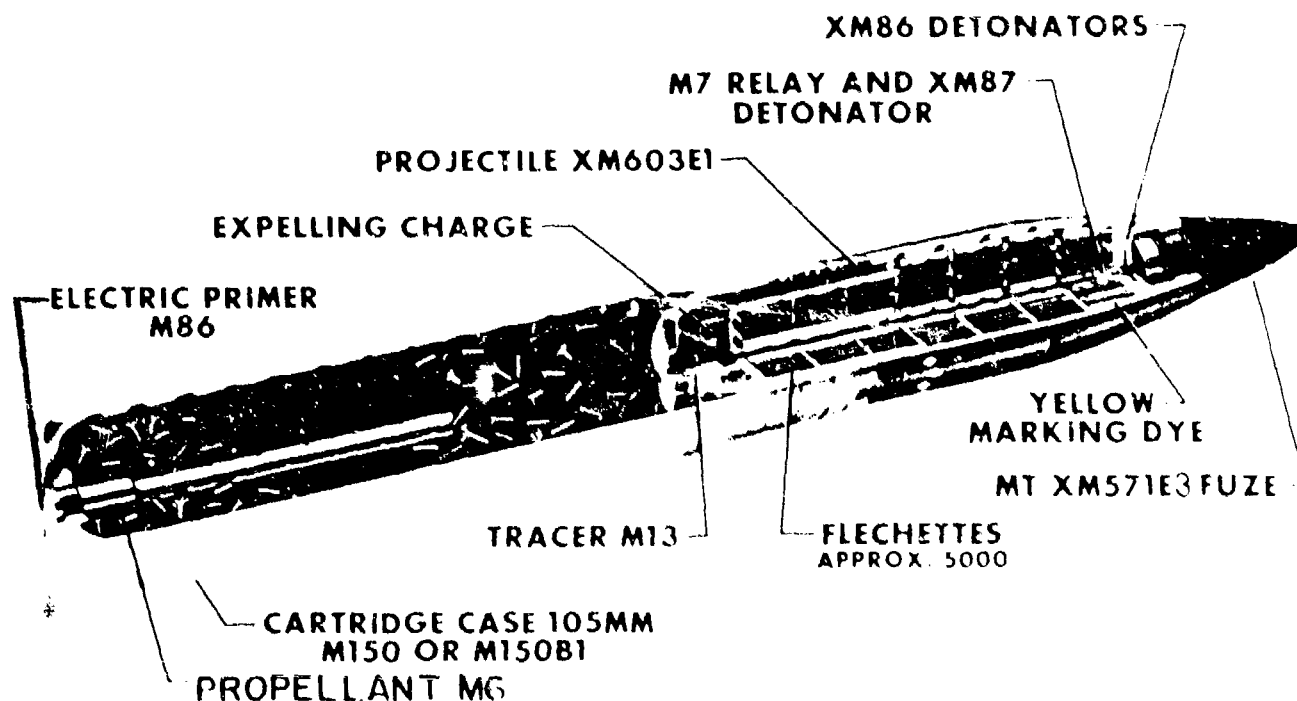 XM86 DETONATORS
M7 RELAY AND XM87
DETONATOR
PROJECTILE XM603E1
EXPELLING CHARGE
ELECTRIC PRIMER
M86
YELLOW
MARKING DYE
MT XM571E3 FUZE
TRACER M13
FLECHETTES
APPROX. 5000
CARTRIDGE CASE 105MM
M150 OR M150B1
PROPELLANT M6